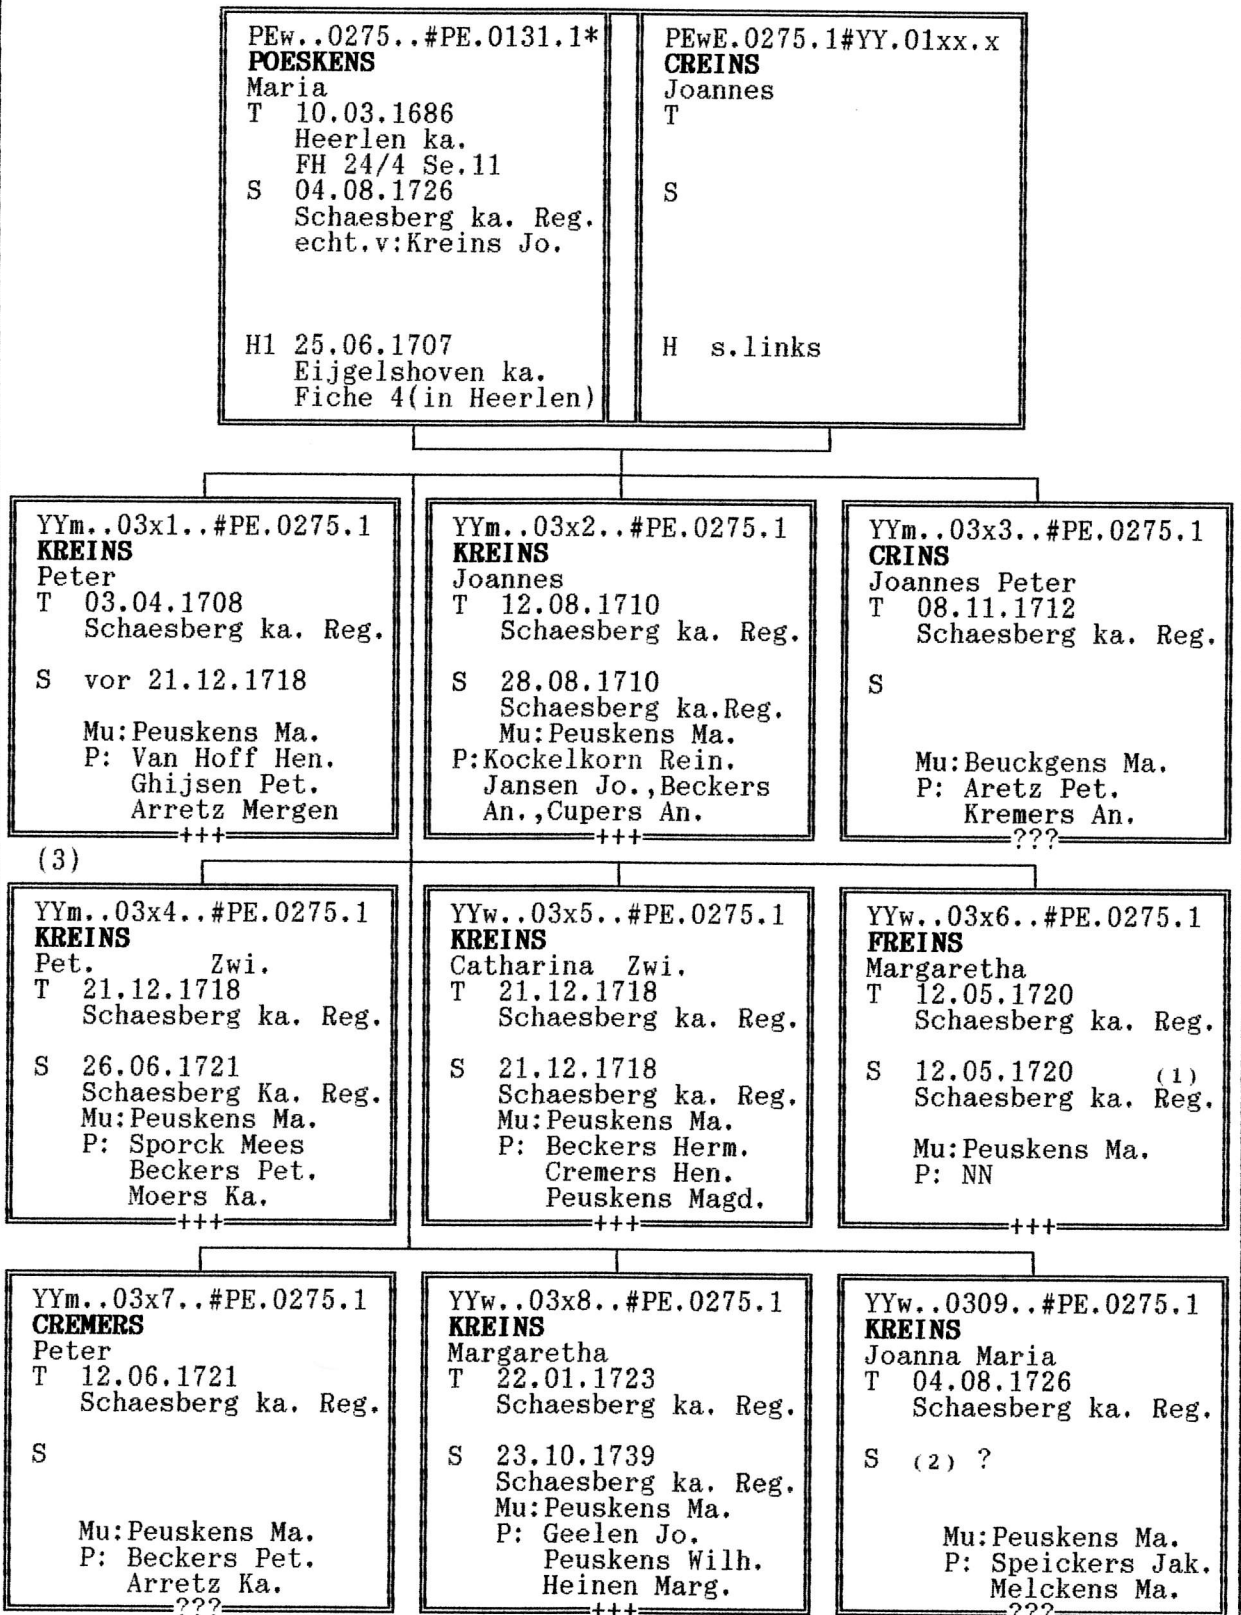 PEw..0275..#PE.0131.1*
POESKENS
Maria
T 10.03.1686
Heerlen ka.
FH 24/4 Se.11
S 04.08.1726
Schaesberg ka. Reg.
echt.v:Kreins Jo.
H1 25.06.1707
Eijgelshoven ka.
Fiche 4(in Heerlen)
PEwE.0275.1#YY.01xx.x
CREINS
Joannes
T
S
H s.links
YYm..03x1..#PE.0275.1
KREINS
Peter
T 03.04.1708
Schaesberg ka. Reg.
S vor 21.12.1718
Mu:Peuskens Ma.
P: Van Hoff Hen.
Ghijsen Pet.
Arretz Mergen
+++
YYm..03x2..#PE.0275.1
KREINS
Joannes
T 12.08.1710
Schaesberg ka. Reg.
S 28.08.1710
Schaesberg ka.Reg.
Mu:Peuskens Ma.
P:Kockelkorn Rein.
Jansen Jo.,Beckers
An.,Cupers An.
+++
YYm..03x3..#PE.0275.1
CRINS
Joannes Peter
T 08.11.1712
Schaesberg ka. Reg.
S
Mu:Beuckgens Ma.
P: Aretz Pet.
Kremers An.
???
(3)
YYm..03x4..#PE.0275.1
KREINS
Pet. Zwi.
T 21.12.1718
Schaesberg ka. Reg.
S 26.06.1721
Schaesberg Ka. Reg.
Mu:Peuskens Ma.
P: Sporck Mees
Beckers Pet.
Moers Ka.
+++
YYw..03x5..#PE.0275.1
KREINS
Catharina Zwi.
T 21.12.1718
Schaesberg ka. Reg.
S 21.12.1718
Schaesberg ka. Reg.
Mu:Peuskens Ma.
P: Beckers Herm.
Cremers Hen.
Peuskens Magd.
+++
YYw..03x6..#PE.0275.1
FREINS
Margaretha
T 12.05.1720
Schaesberg ka. Reg.
S 12.05.1720 (1)
Schaesberg ka. Reg.
Mu:Peuskens Ma.
P: NN
+++
YYm..03x7..#PE.0275.1
CREMERS
Peter
T 12.06.1721
Schaesberg ka. Reg.
S
Mu:Peuskens Ma.
P: Beckers Pet.
Arretz Ka.
???
YYw..03x8..#PE.0275.1
KREINS
Margaretha
T 22.01.1723
Schaesberg ka. Reg.
S 23.10.1739
Schaesberg ka. Reg.
Mu:Peuskens Ma.
P: Geelen Jo.
Peuskens Wilh.
Heinen Marg.
+++
YYw..0309..#PE.0275.1
KREINS
Joanna Maria
T 04.08.1726
Schaesberg ka. Reg.
S (2) ?
Mu:Peuskens Ma.
P: Speickers Jak.
Melckens Ma.
???